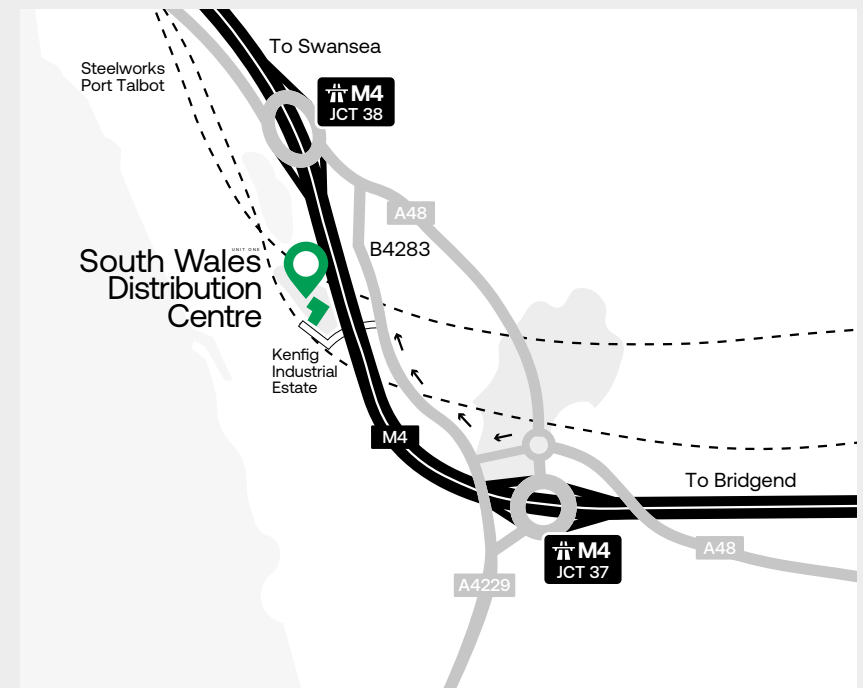 To Swansea
Steelworks
Port Talbot
M4
JCT 38
A48
B4283
UNIT ONE
South Wales
Distribution
Centre
Kenfig
Industrial
Estate
M4
To Bridgend
M4
JCT 37
A48
A4229